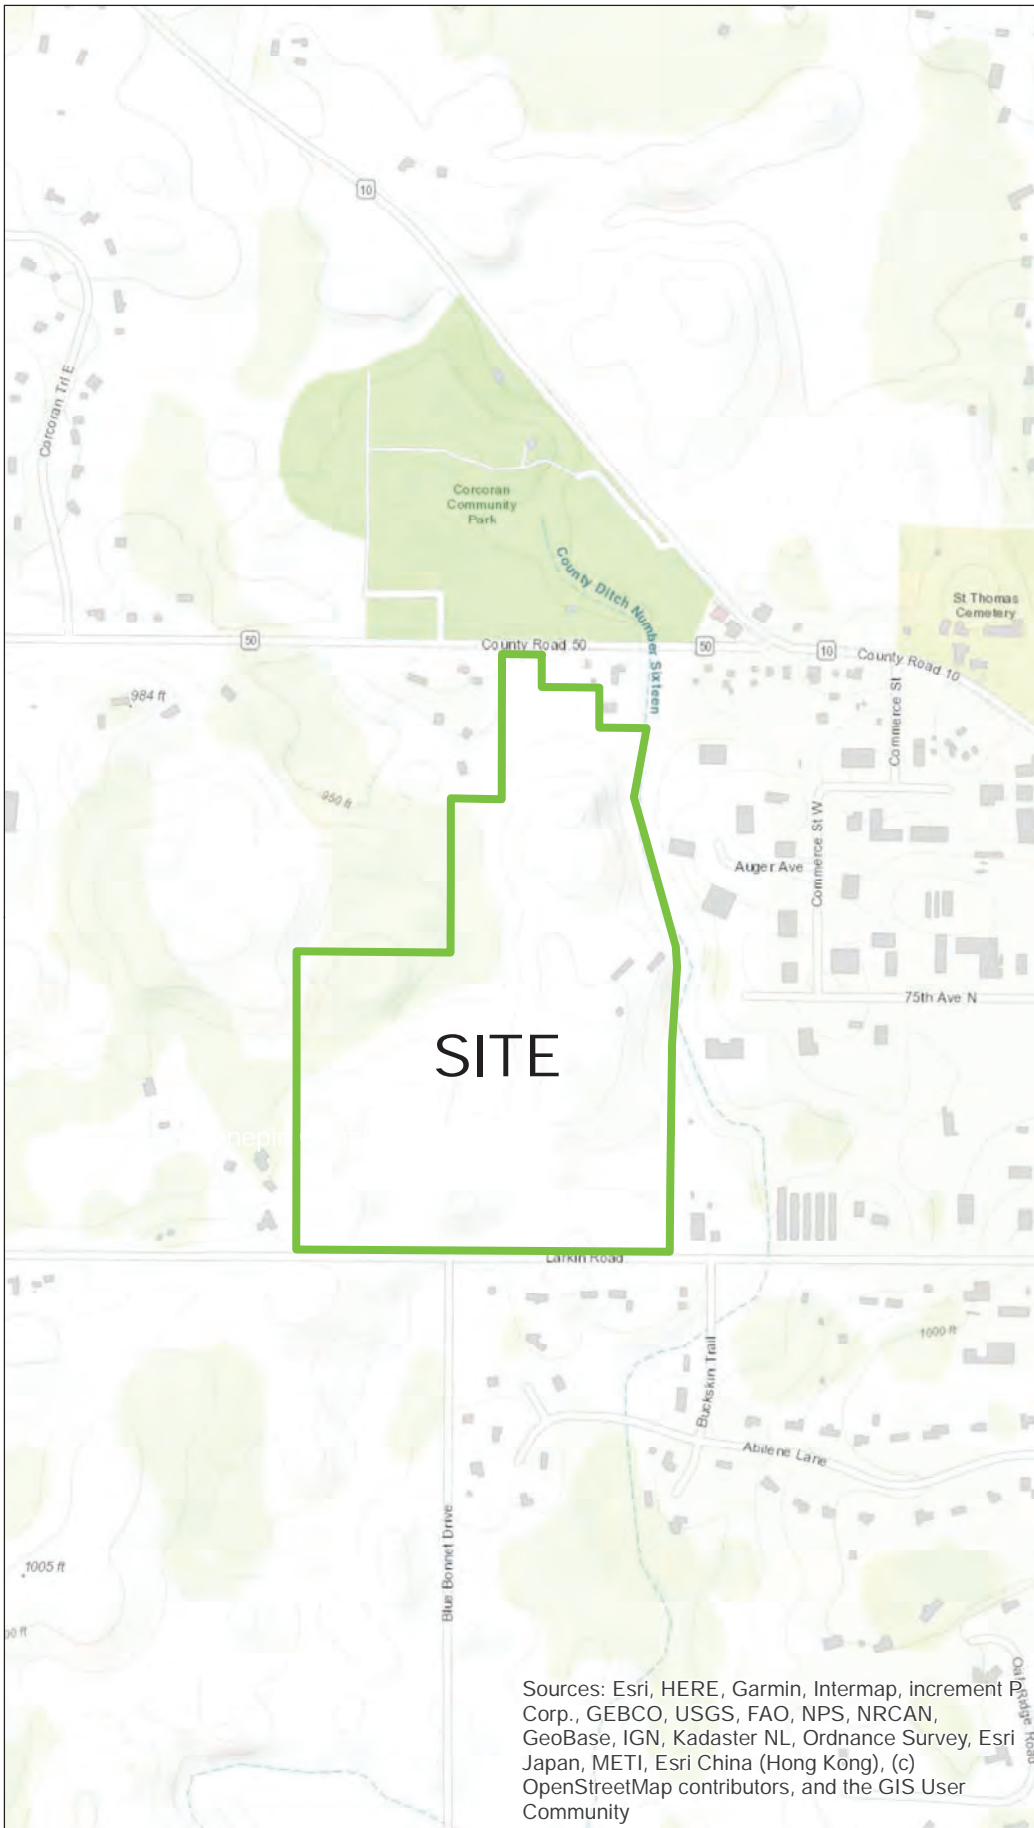 10
Corcoran Trl E
Corcoran
Community
Park
County Ditch Number Sixteen
St Thomas
Cemetery
50
County Road 50
50
10
County Road 10
984 ft
Commerce St
950 ft
Commerce St W
Auger Ave
75th Ave N
SITE
Larkin Road
1000 ft
Buckskin Trail
Abilene Lane
Blue Bonnet Drive
1005 ft
Oak Ridge Road
Sources: Esri, HERE, Garmin, Intermap, increment P
Corp., GEBCO, USGS, FAO, NPS, NRCAN,
GeoBase, IGN, Kadaster NL, Ordnance Survey, Esri
Japan, METI, Esri China (Hong Kong), (c)
OpenStreetMap contributors, and the GIS User
Community